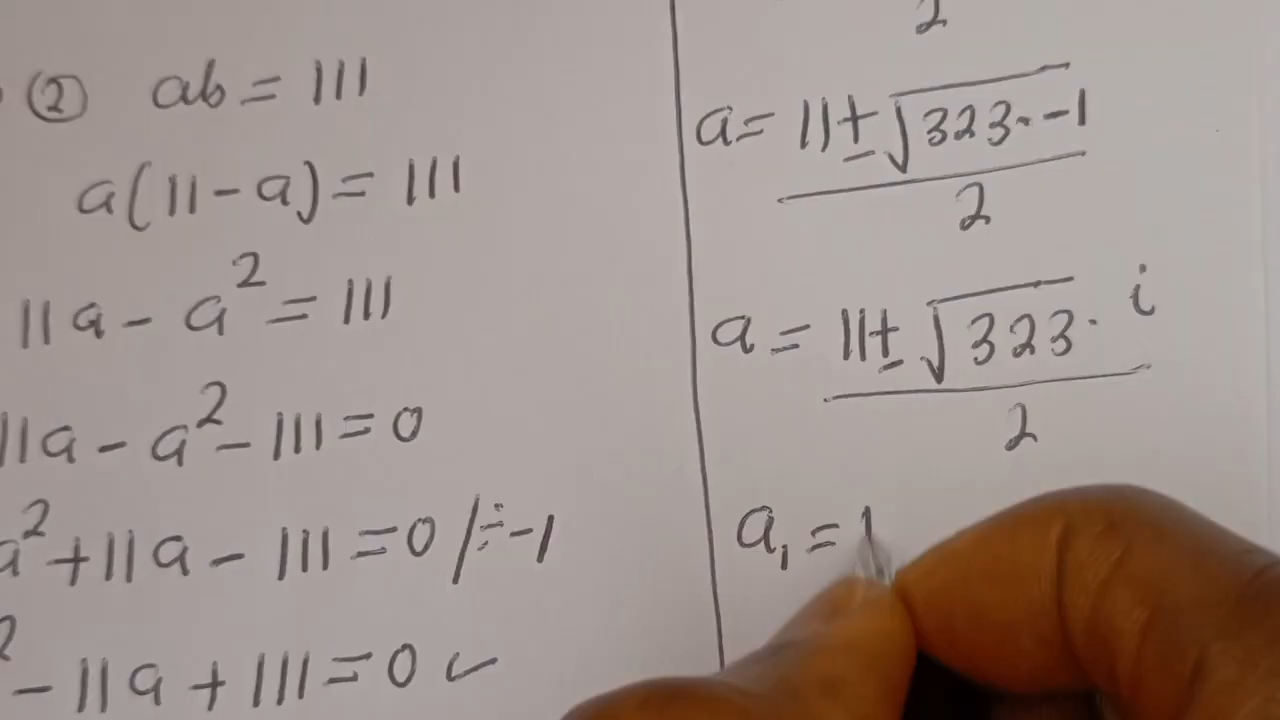 ② ab = 111
a(11 - a) = 111
11a - a² = 111
11a - a² - 111 = 0
a² + 11a - 111 = 0 / ÷ -1
² - 11a + 111 = 0 ✓
2
a = 11 ± √323 · -1
2
a = 11 ± √323 · i
2
a₁ = 1